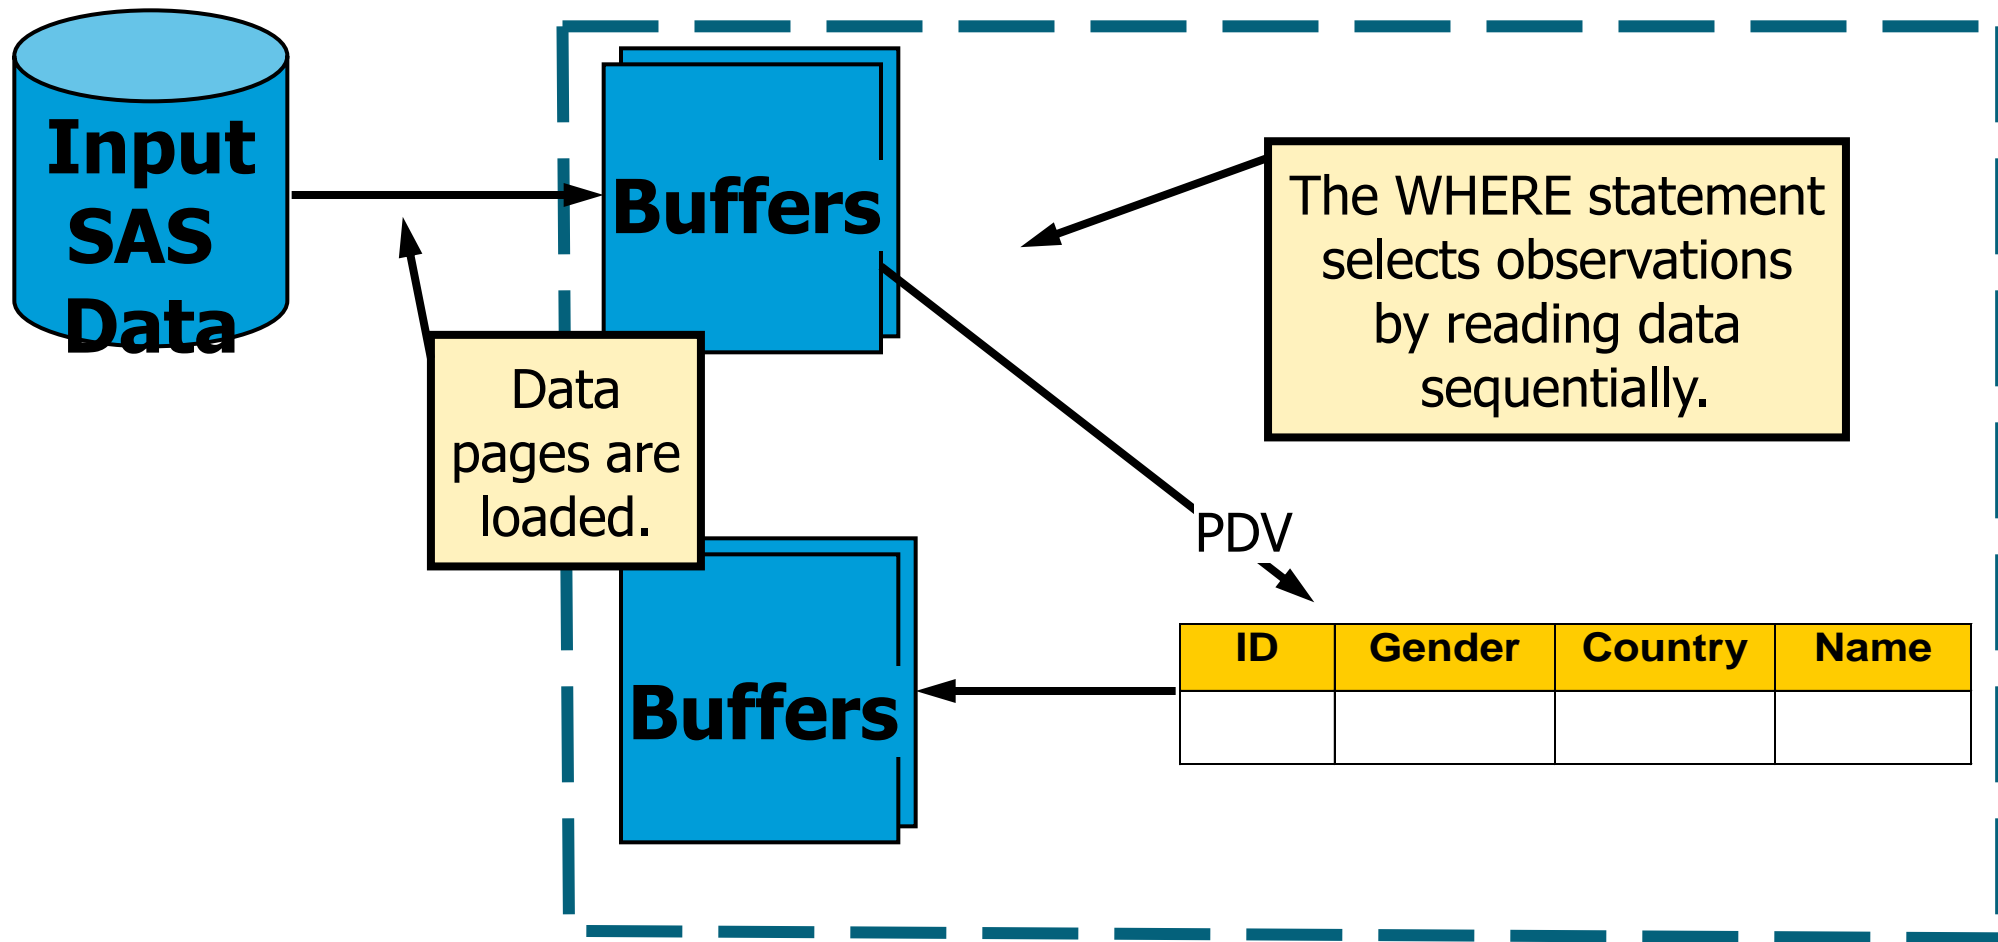 Input
SAS
Data
Buffers
The WHERE statement
selects observations
by reading data
sequentially.
Data
pages are
loaded.
PDV
ID Gender Country Name
Buffers